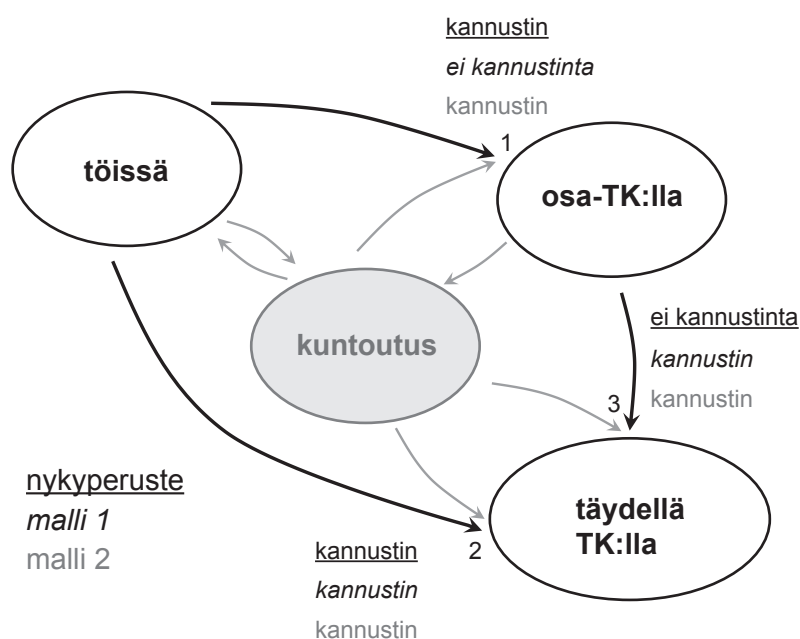 kannustin
ei kannustinta
kannustin
1
töissä
osa-TK:lla
kuntoutus
ei kannustinta
kannustin
kannustin
3
nykyperuste
malli 1
malli 2
täydellä
TK:lla
2
kannustin
kannustin
kannustin